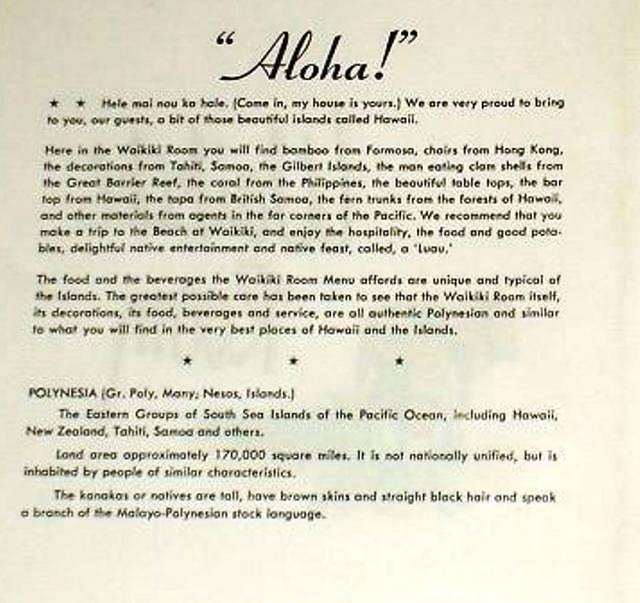 "Aloha!"
★ ★ Hele mai nou ka hale. (Come in, my house is yours.) We are very proud to bring
to you, our guests, a bit of those beautiful islands called Hawaii.
Here in the Waikiki Room you will find bamboo from Formosa, chairs from Hong Kong,
the decorations from Tahiti, Samoa, the Gilbert Islands, the man eating clam shells from
the Great Barrier Reef, the coral from the Philippines, the beautiful table tops, the bar
top from Hawaii, the tapa from British Samoa, the fern trunks from the forests of Hawaii,
and other materials from agents in the far corners of the Pacific. We recommend that you
make a trip to the Beach at Waikiki, and enjoy the hospitality, the food and good pota-
bles, delightful native entertainment and native feast, called, a 'Luau.'
The food and the beverages the Waikiki Room Menu affords are unique and typical of
the Islands. The greatest possible care has been taken to see that the Waikiki Room itself,
its decorations, its food, beverages and service, are all authentic Polynesian and similar
to what you will find in the very best places of Hawaii and the Islands.
★ ★ ★
POLYNESIA (Gr. Poly, Many; Nesos, Islands.)
The Eastern Groups of South Sea Islands of the Pacific Ocean, including Hawaii,
New Zealand, Tahiti, Samoa and others.
Land area approximately 170,000 square miles. It is not nationally unified, but is
inhabited by people of similar characteristics.
The kanakas or natives are tall, have brown skins and straight black hair and speak
a branch of the Malayo-Polynesian stock language.